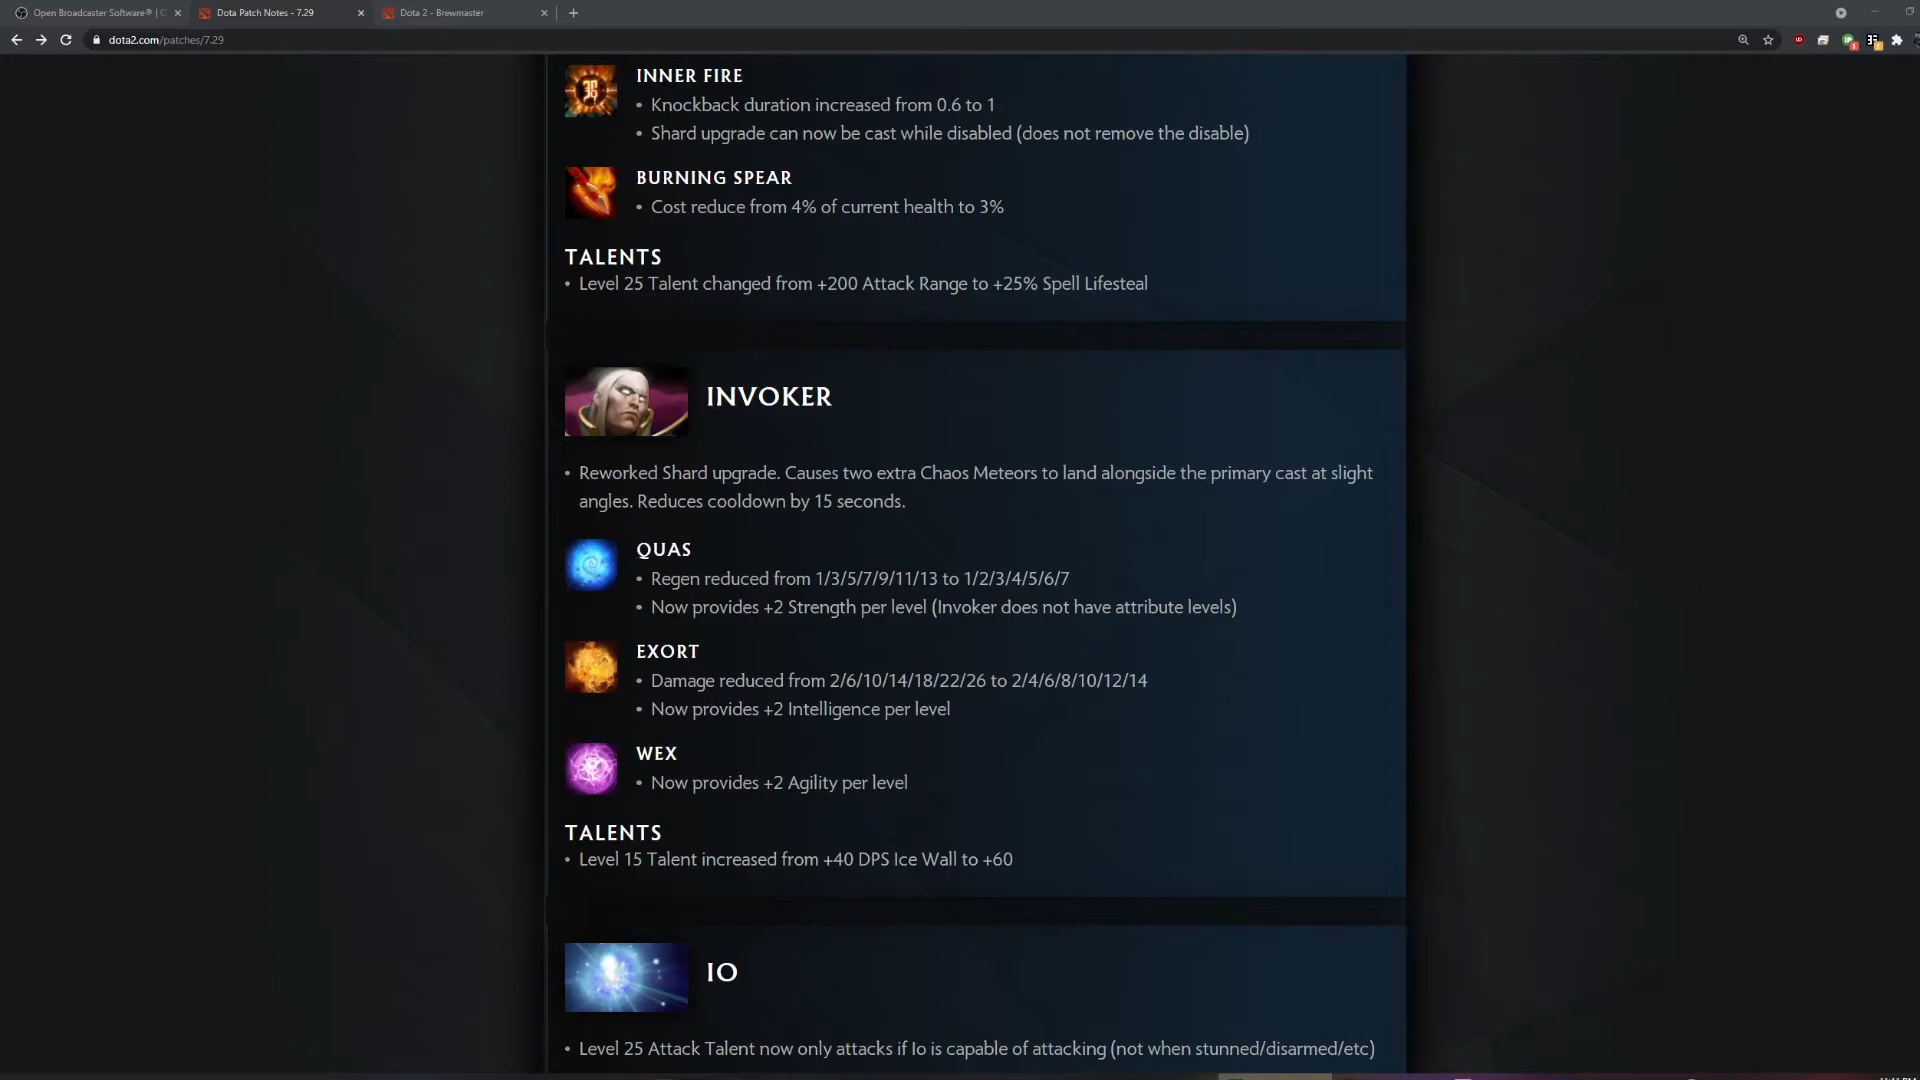 Open Broadcaster Software® | G
Dota Patch Notes - 7.29
Dota 2 - Brewmaster
dota2.com/patches/7.29
INNER FIRE
• Knockback duration increased from 0.6 to 1
• Shard upgrade can now be cast while disabled (does not remove the disable)
BURNING SPEAR
• Cost reduce from 4% of current health to 3%
TALENTS
• Level 25 Talent changed from +200 Attack Range to +25% Spell Lifesteal
INVOKER
• Reworked Shard upgrade. Causes two extra Chaos Meteors to land alongside the primary cast at slight
angles. Reduces cooldown by 15 seconds.
QUAS
• Regen reduced from 1/3/5/7/9/11/13 to 1/2/3/4/5/6/7
• Now provides +2 Strength per level (Invoker does not have attribute levels)
EXORT
• Damage reduced from 2/6/10/14/18/22/26 to 2/4/6/8/10/12/14
• Now provides +2 Intelligence per level
WEX
• Now provides +2 Agility per level
TALENTS
• Level 15 Talent increased from +40 DPS Ice Wall to +60
IO
• Level 25 Attack Talent now only attacks if Io is capable of attacking (not when stunned/disarmed/etc)